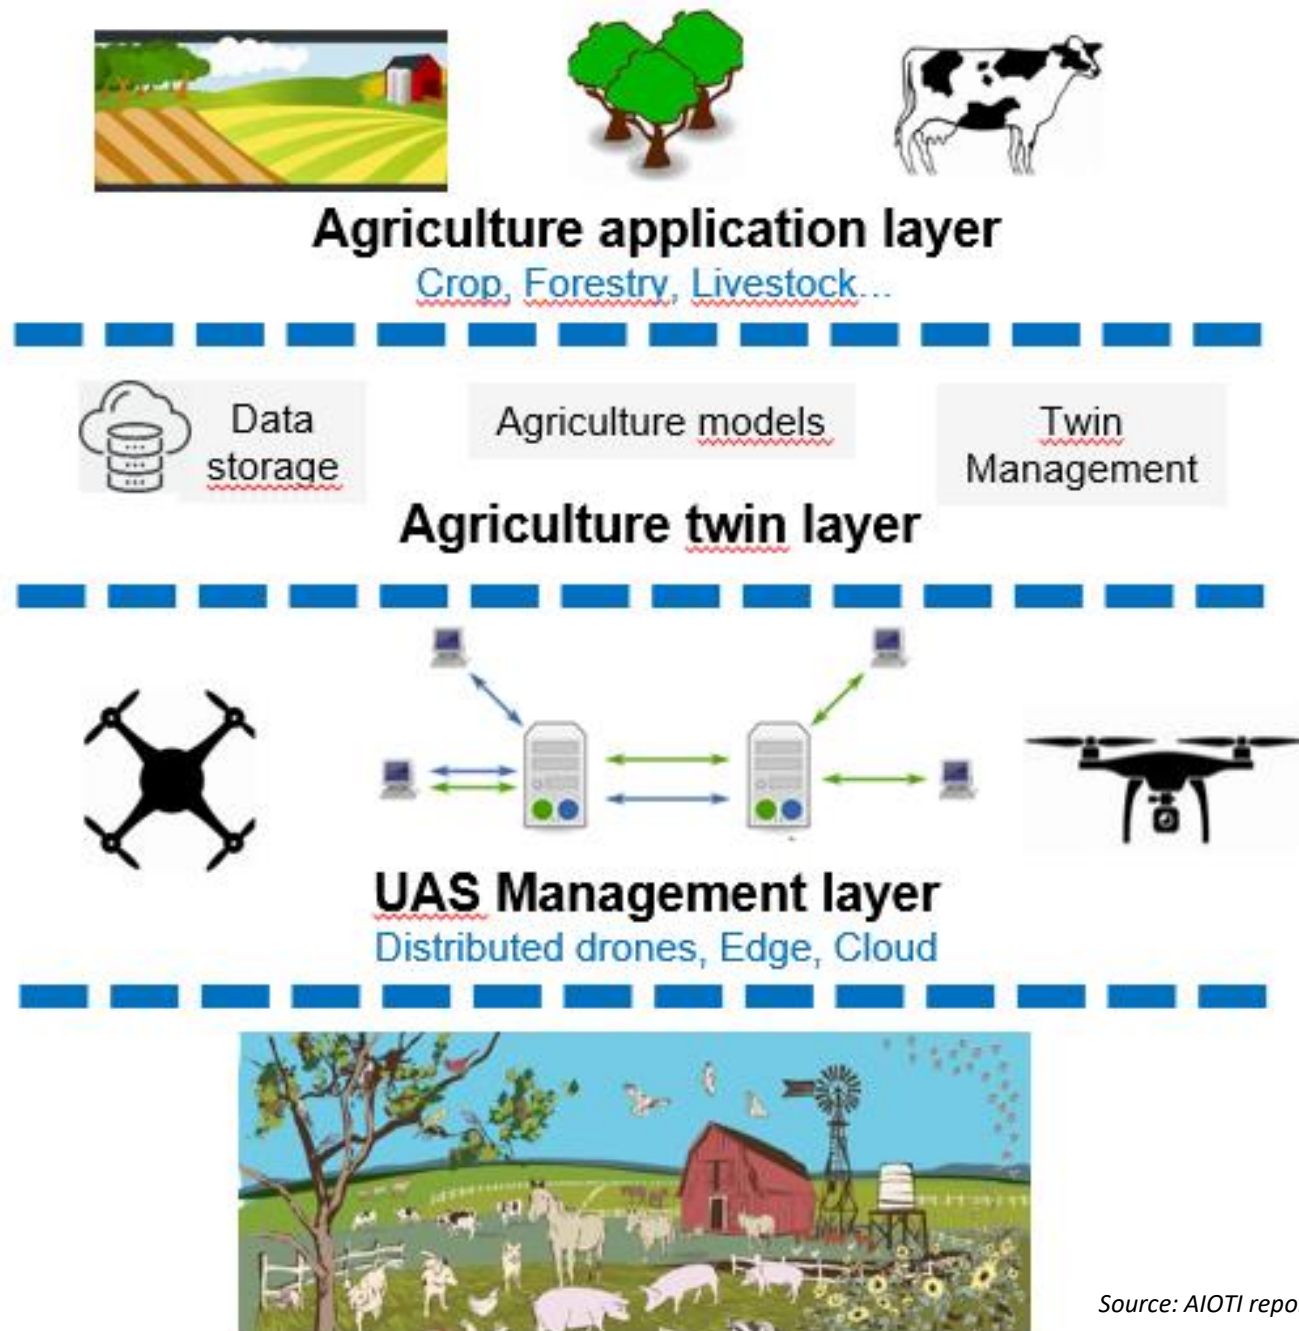 Agriculture application layer
Crop, Forestry, Livestock...
Data
storage
Agriculture models
Twin
Management
Agriculture twin layer
UAS Management layer
Distributed drones, Edge, Cloud
Source: AIOTI repo